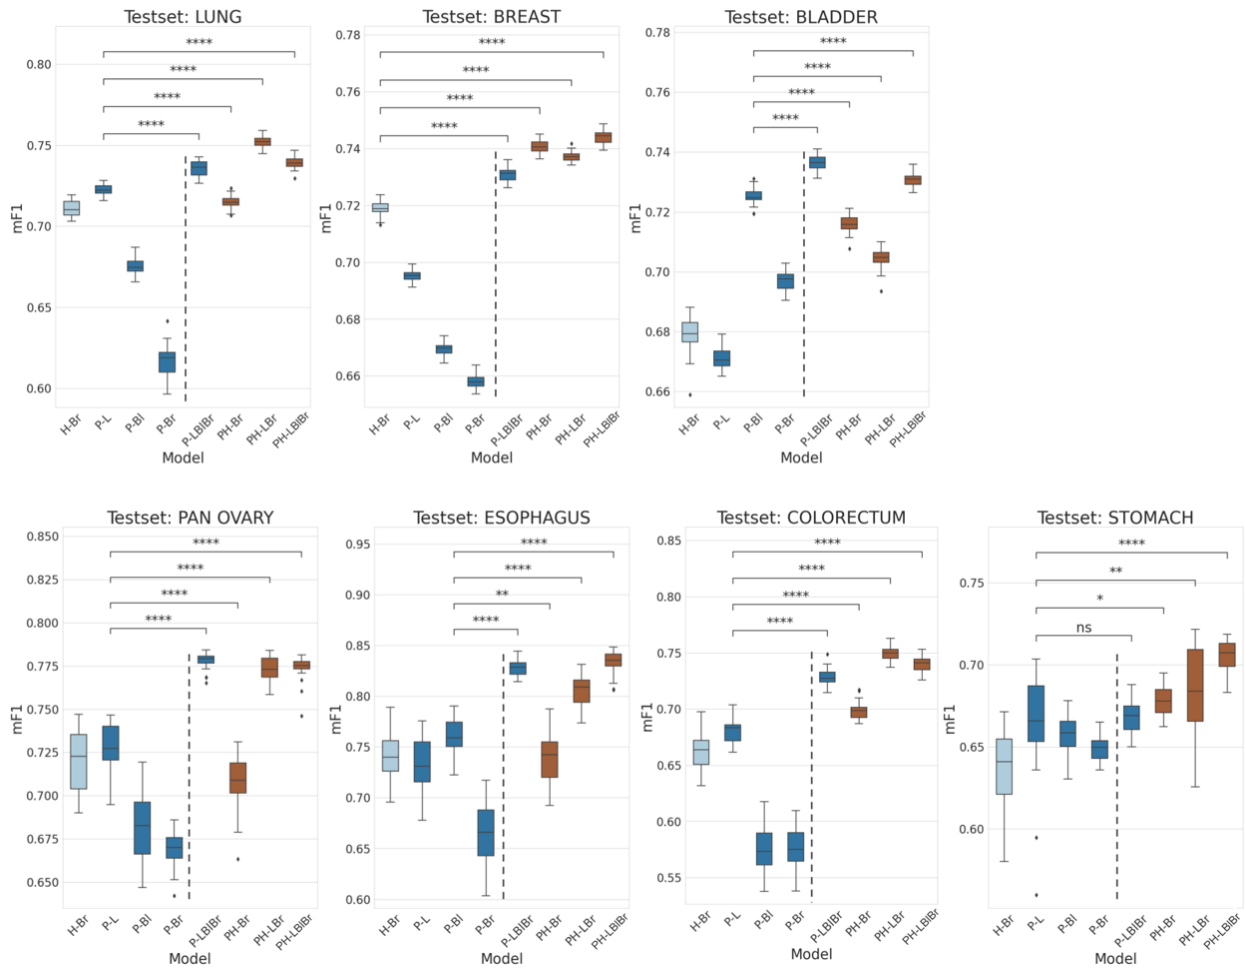 Testset: LUNG
mF1
0.80
0.75
0.70
0.65
0.60
****
****
****
****
H-Br
P-L
P-Bl
P-Br
P-LBlBr
PH-Br
PH-LBr
PH-LBlBr
Model
Testset: BREAST
mF1
0.78
0.76
0.74
0.72
0.70
0.68
0.66
****
****
****
****
H-Br
P-L
P-Bl
P-Br
P-LBlBr
PH-Br
PH-LBr
PH-LBlBr
Model
Testset: BLADDER
mF1
0.78
0.76
0.74
0.72
0.70
0.68
0.66
****
****
****
****
H-Br
P-L
P-Bl
P-Br
P-LBlBr
PH-Br
PH-LBr
PH-LBlBr
Model
Testset: PAN OVARY
mF1
0.850
0.825
0.800
0.775
0.750
0.725
0.700
0.675
0.650
****
****
****
****
H-Br
P-L
P-Bl
P-Br
P-LBlBr
PH-Br
PH-LBr
PH-LBlBr
Model
Testset: ESOPHAGUS
mF1
0.95
0.90
0.85
0.80
0.75
0.70
0.65
0.60
****
****
**
****
H-Br
P-L
P-Bl
P-Br
P-LBlBr
PH-Br
PH-LBr
PH-LBlBr
Model
Testset: COLORECTUM
mF1
0.85
0.80
0.75
0.70
0.65
0.60
0.55
****
****
****
****
H-Br
P-L
P-Bl
P-Br
P-LBlBr
PH-Br
PH-LBr
PH-LBlBr
Model
Testset: STOMACH
mF1
0.75
0.70
0.65
0.60
****
**
*
ns
H-Br
P-L
P-Bl
P-Br
P-LBlBr
PH-Br
PH-LBr
PH-LBlBr
Model